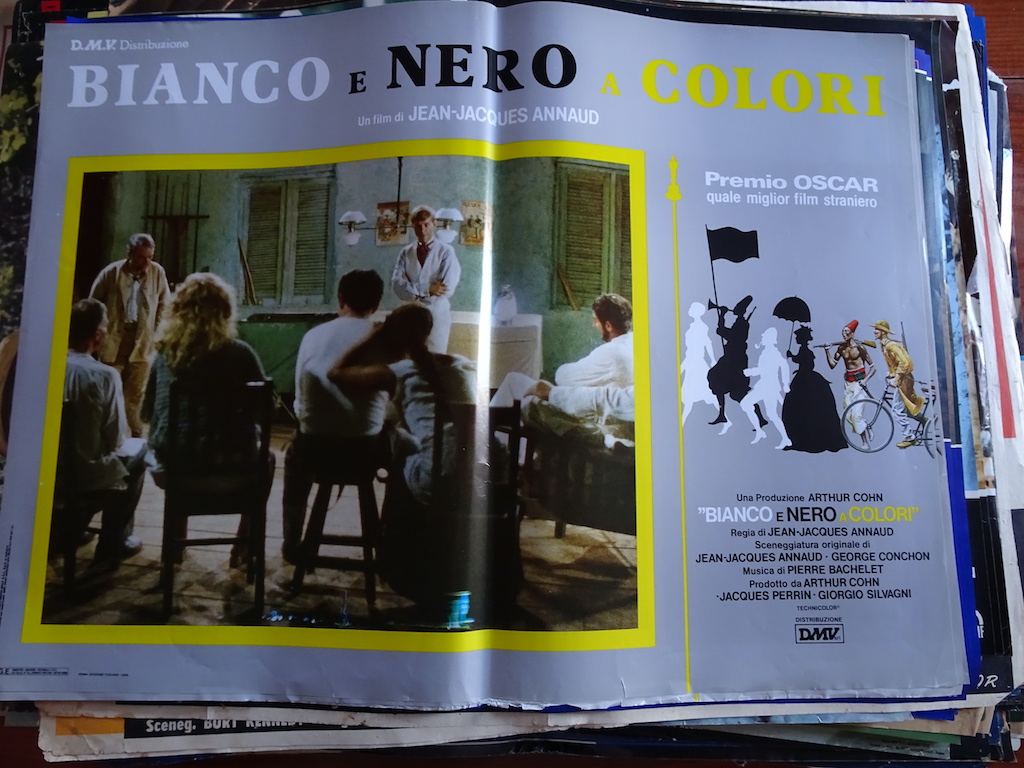 D.M.V. Distribuzione
BIANCO E NERO A COLORI
Un film di JEAN-JACQUES ANNAUD
Premio OSCAR
quale miglior film straniero
Una Produzione ARTHUR COHN
"BIANCO E NERO A COLORI"
Regia di JEAN-JACQUES ANNAUD
Sceneggiatura originale di
JEAN-JACQUES ANNAUD · GEORGE CONCHON
Musica di PIERRE BACHELET
Prodotto da ARTHUR COHN
·JACQUES PERRIN · GIORGIO SILVAGNI
TECHNICOLOR®
DISTRIBUZIONE
DMV
Sceneg. BURT